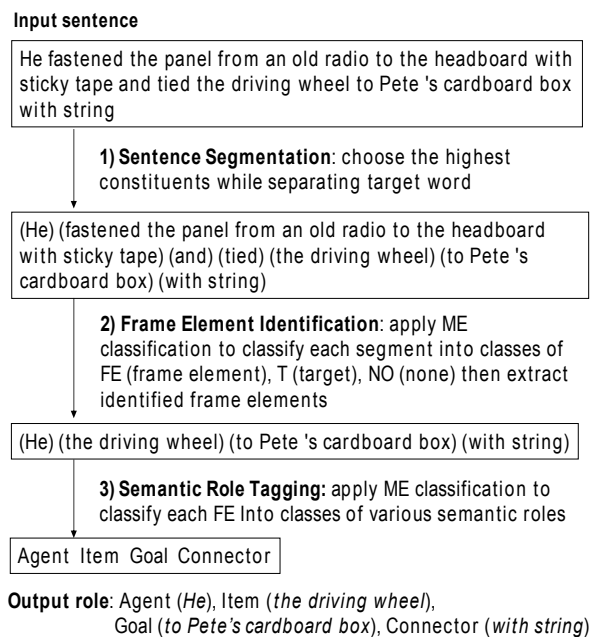 Input sentence
He fastened the panel from an old radio to the headboard with
sticky tape and tied the driving wheel to Pete 's cardboard box
with string
1) Sentence Segmentation: choose the highest
constituents while separating target word
(He) (fastened the panel from an old radio to the headboard
with sticky tape) (and) (tied) (the driving wheel) (to Pete 's
cardboard box) (with string)
2) Frame Element Identification: apply ME
classification to classify each segment into classes of
FE (frame element), T (target), NO (none) then extract
identified frame elements
(He) (the driving wheel) (to Pete 's cardboard box) (with string)
3) Semantic Role Tagging: apply ME classification to
classify each FE Into classes of various semantic roles
Agent Item Goal Connector
Output role: Agent (He), Item (the driving wheel),
Goal (to Pete's cardboard box), Connector (with string)